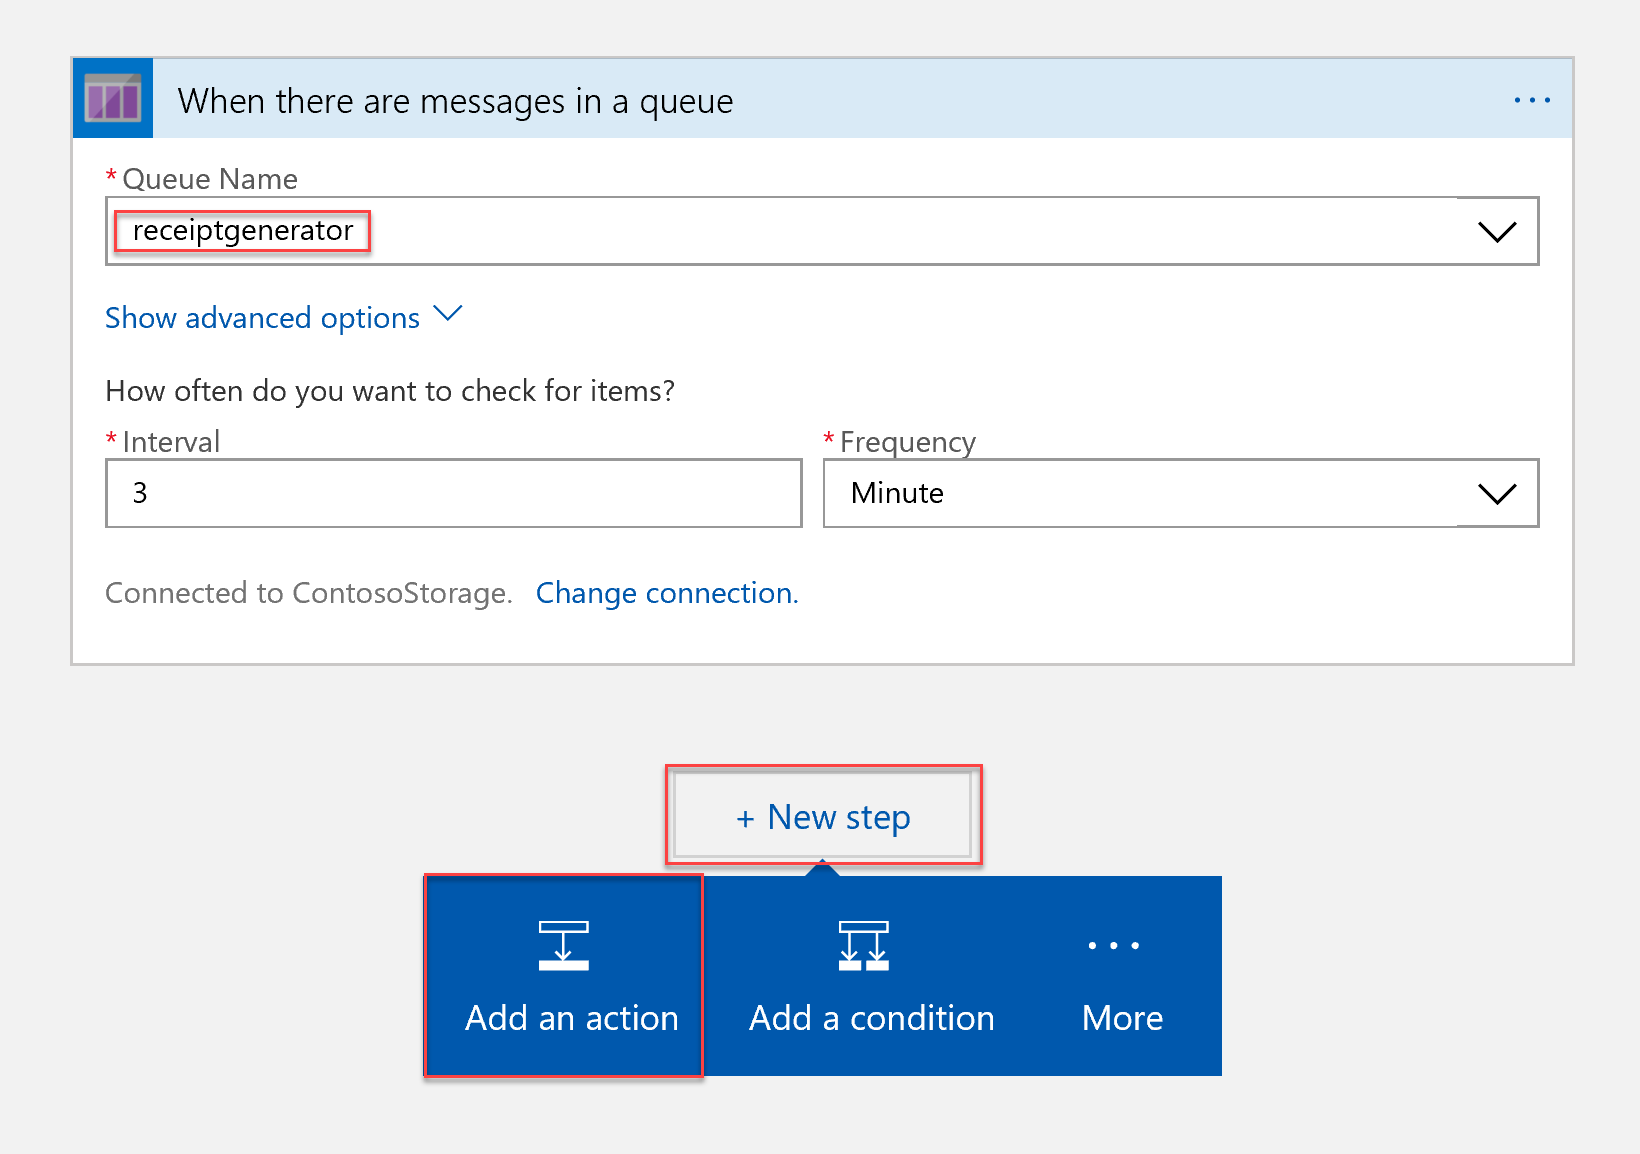 When there are messages in a queue
* Queue Name
receiptgenerator
Show advanced options
How often do you want to check for items?
* Interval
* Frequency
3
Minute
Connected to ContosoStorage. Change connection.
+ New step
Add an action
Add a condition
More